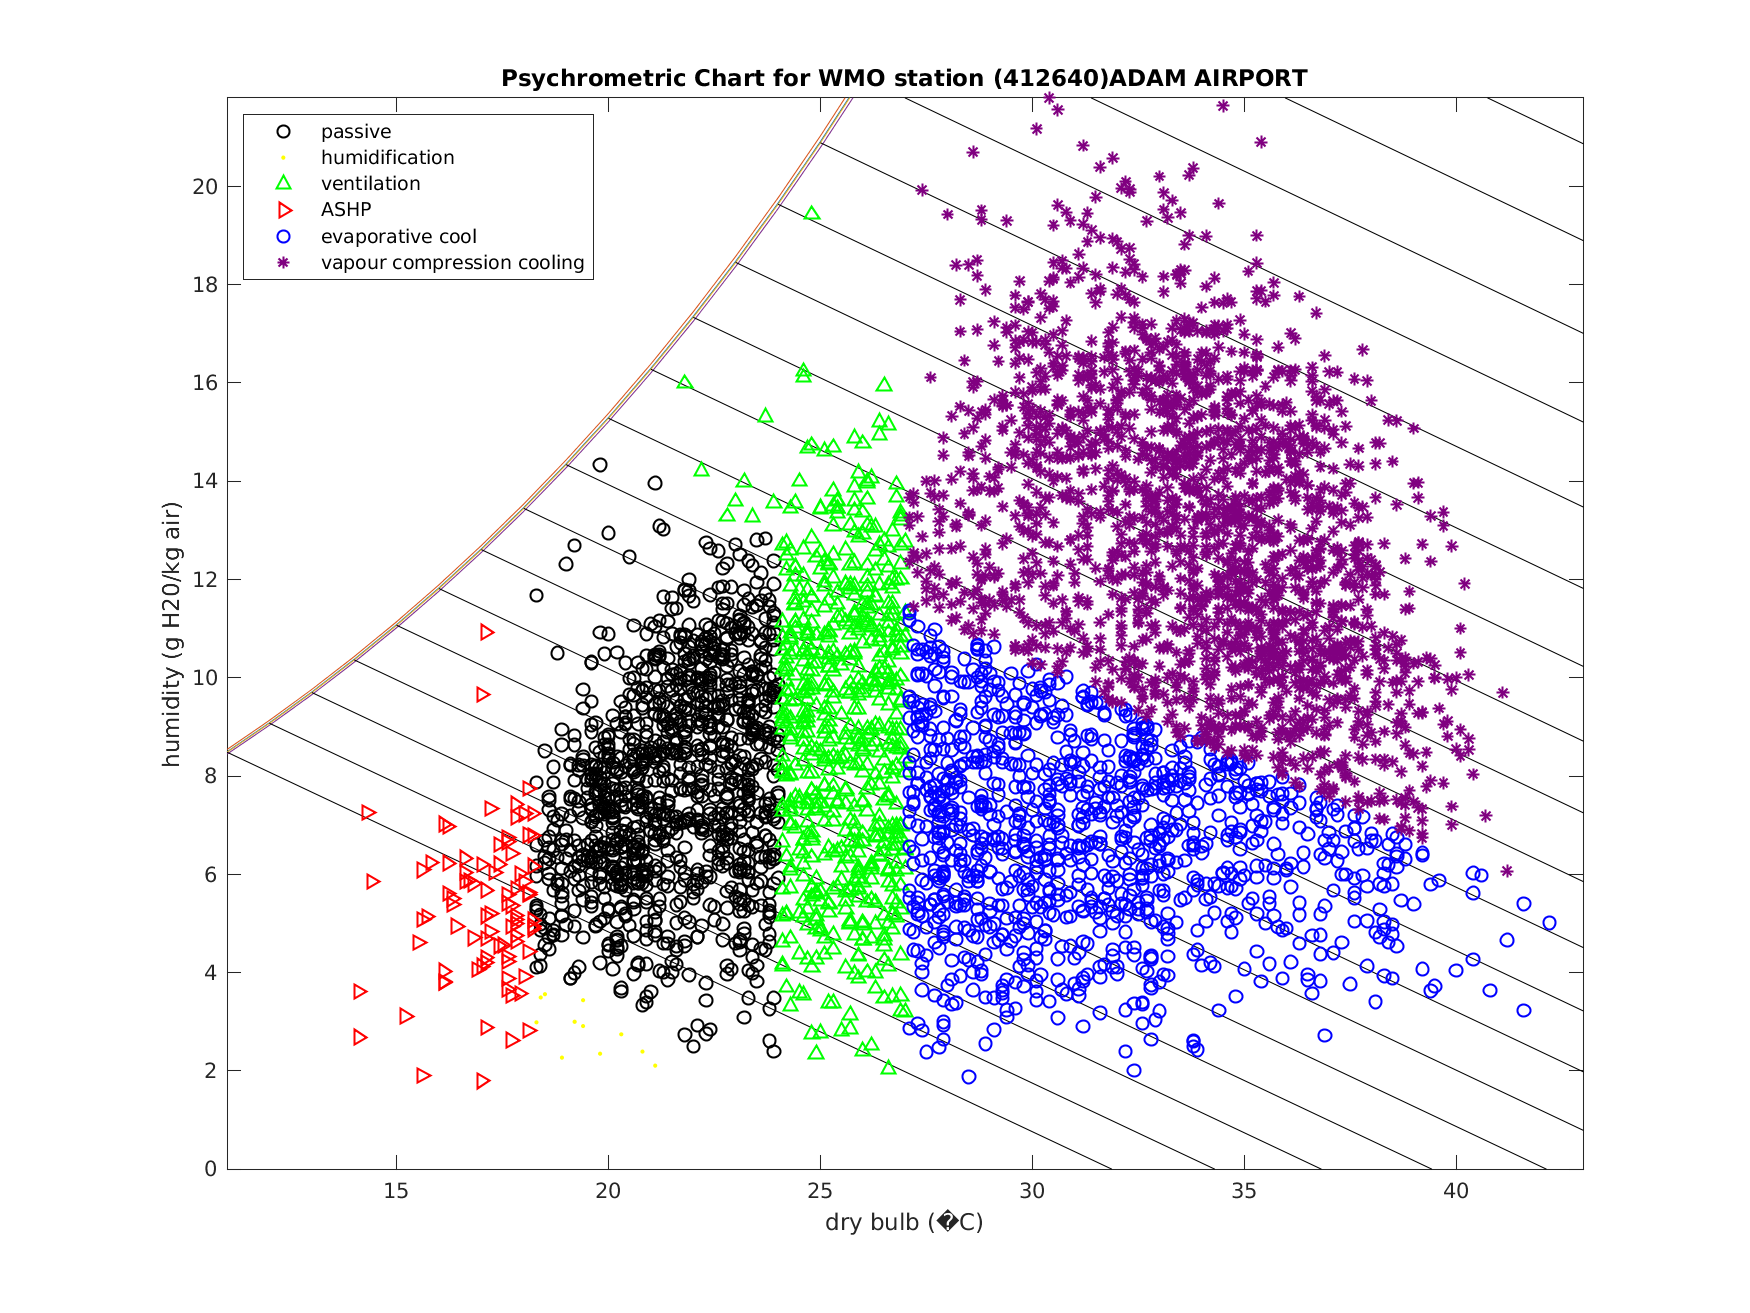 Psychrometric Chart for WMO station (412640)ADAM AIRPORT
passive
humidification
ventilation
ASHP
evaporative cool
vapour compression cooling
humidity (g H20/kg air)
20
18
16
14
12
10
8
6
4
2
0
15 20 25 30 35 40
dry bulb (�C)